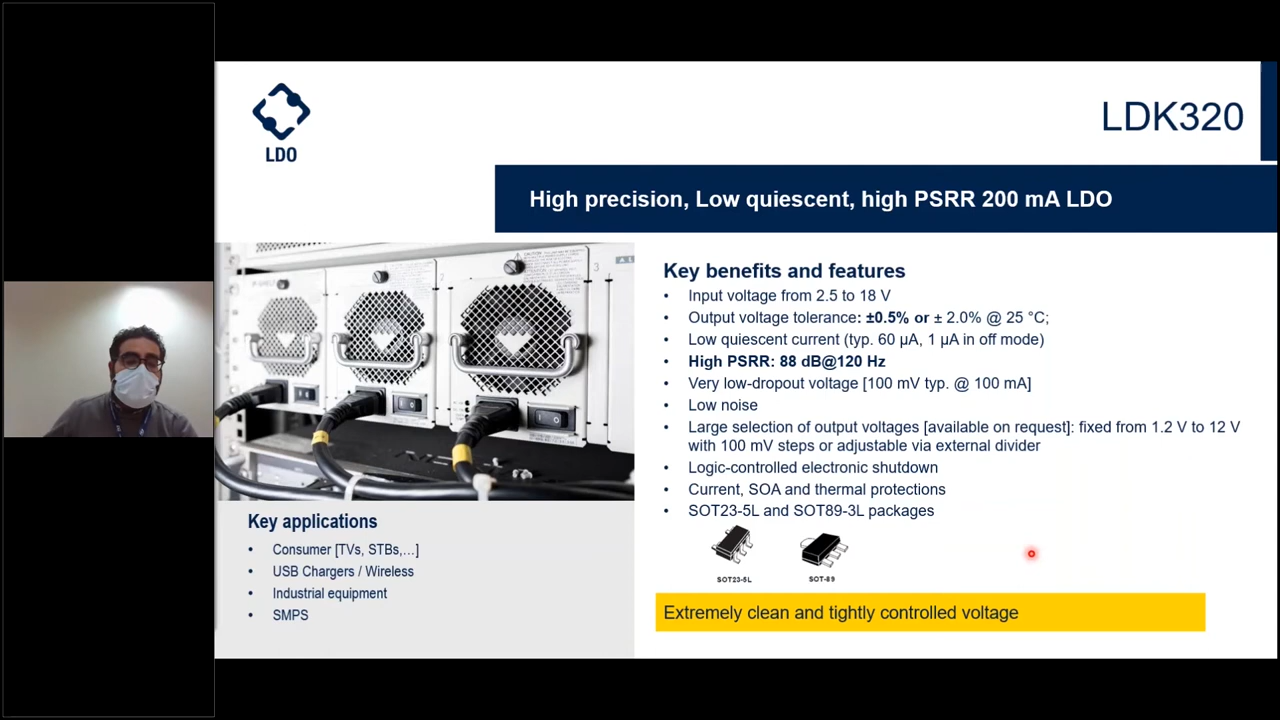 LDO
LDK320
High precision, Low quiescent, high PSRR 200 mA LDO
Key benefits and features
• Input voltage from 2.5 to 18 V
• Output voltage tolerance: ±0.5% or ± 2.0% @ 25 °C;
• Low quiescent current (typ. 60 μA, 1 μA in off mode)
• High PSRR: 88 dB@120 Hz
• Very low-dropout voltage [100 mV typ. @ 100 mA]
• Low noise
• Large selection of output voltages [available on request]: fixed from 1.2 V to 12 V
with 100 mV steps or adjustable via external divider
• Logic-controlled electronic shutdown
• Current, SOA and thermal protections
• SOT23-5L and SOT89-3L packages
SOT23-5L
SOT-89
Extremely clean and tightly controlled voltage
Key applications
• Consumer [TVs, STBs,…]
• USB Chargers / Wireless
• Industrial equipment
• SMPS
2
3